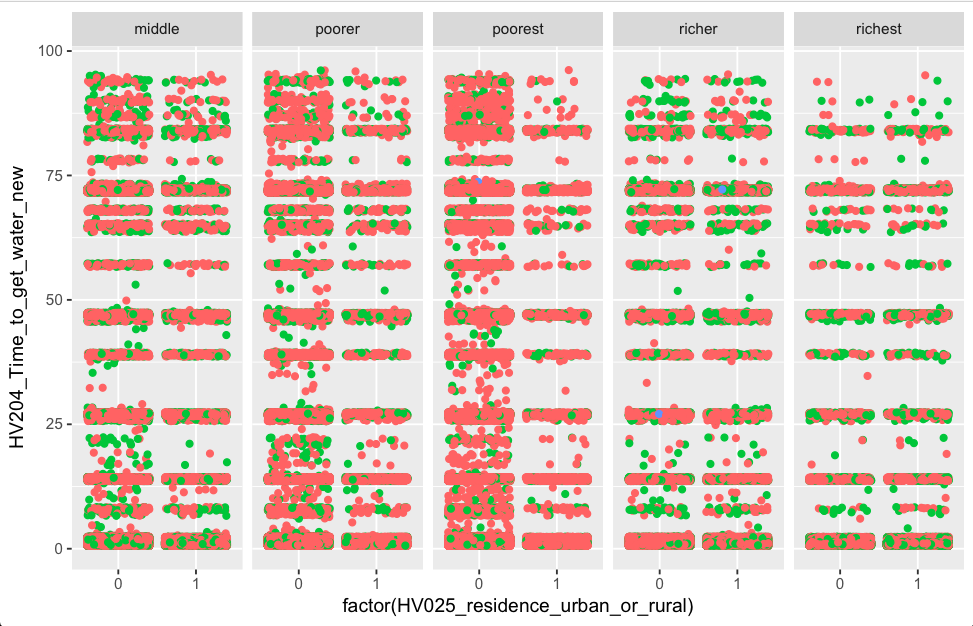 middle poorer poorest richer richest
100
75
50
25
0
HV204_Time_to_get_water_new
0 1 0 1 0 1 0 1 0 1
factor(HV025_residence_urban_or_rural)